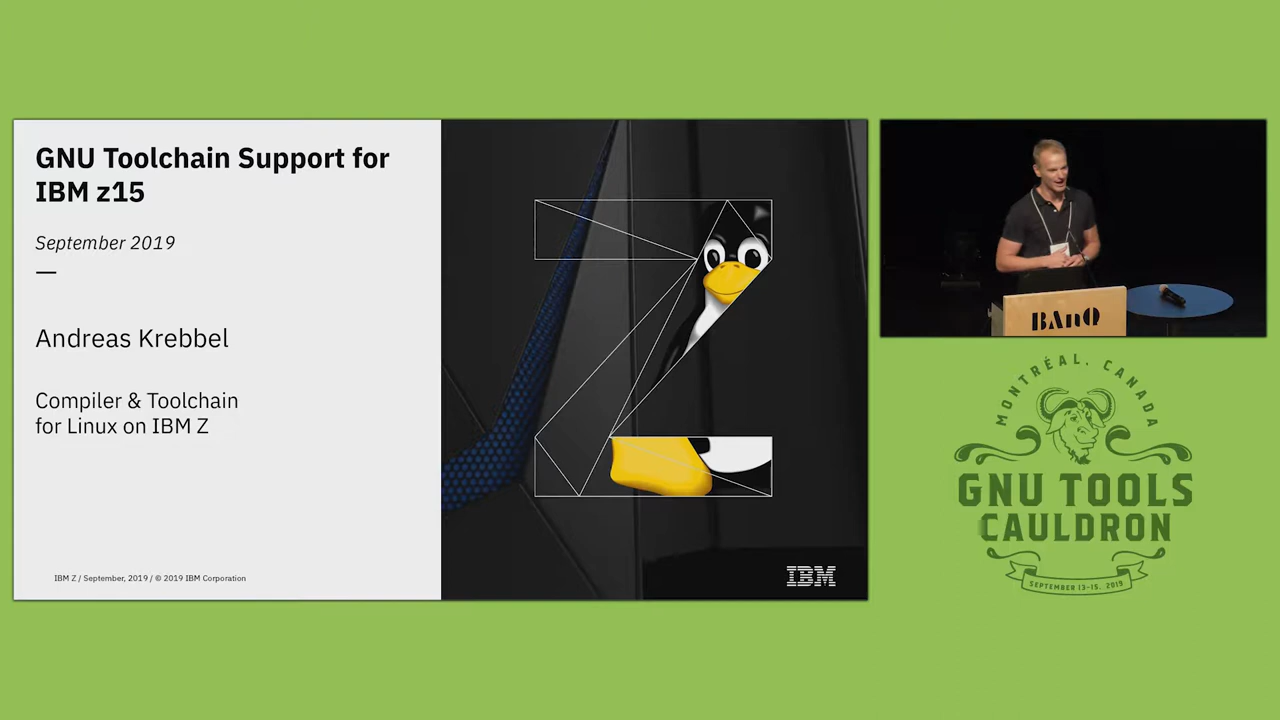 GNU Toolchain Support for
IBM z15
September 2019
Andreas Krebbel
Compiler & Toolchain
for Linux on IBM Z
IBM Z / September, 2019 / © 2019 IBM Corporation
IBM
BAnQ
MONTRÉAL, CANADA
GNU TOOLS
CAULDRON
SEPTEMBER 13-15, 2019